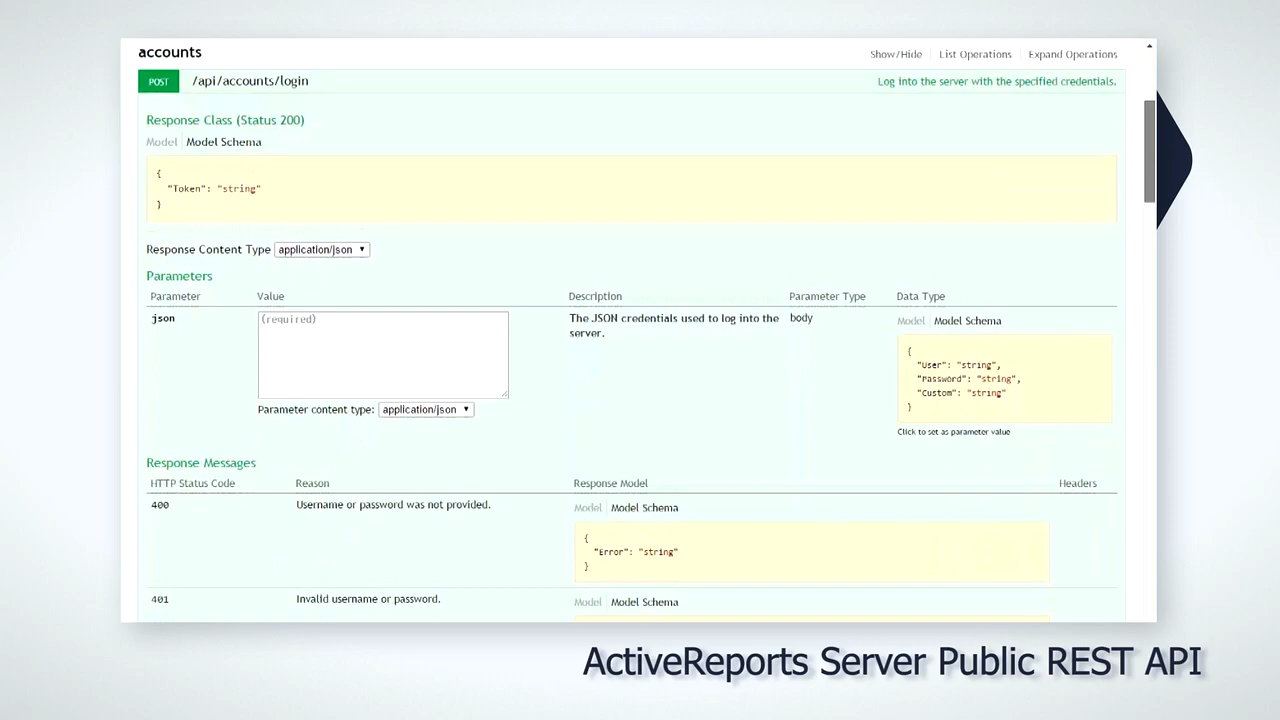 accounts
Show/Hide List Operations Expand Operations
POST /api/accounts/login Log into the server with the specified credentials.
Response Class (Status 200)
Model Model Schema
{
"Token": "string"
}
Response Content Type application/json
Parameters
Parameter Value Description Parameter Type Data Type
json (required) The JSON credentials used to log into the server. body Model Model Schema
{
"User": "string",
"Password": "string",
"Custom": "string"
}
Parameter content type: application/json
Click to set as parameter value
Response Messages
HTTP Status Code Reason Response Model Headers
400 Username or password was not provided. Model Model Schema
{
"Error": "string"
}
401 Invalid username or password. Model Model Schema
ActiveReports Server Public REST API